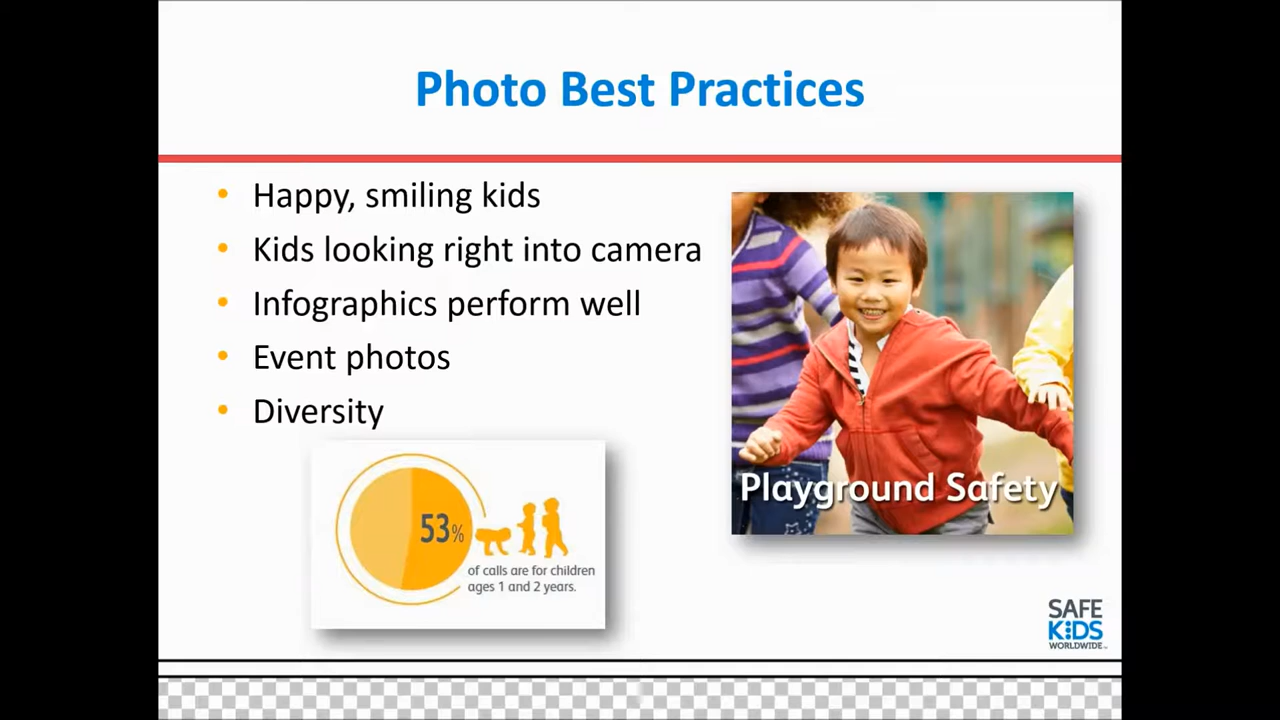 Photo Best Practices
• Happy, smiling kids
• Kids looking right into camera
• Infographics perform well
• Event photos
• Diversity
Playground Safety
53%
of calls are for children
ages 1 and 2 years.
SAFE
KIDS
WORLDWIDE™